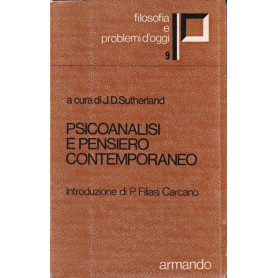 filosofia
e
problemi d'oggi
9
a cura di J.D. Sutherland
PSICOANALISI
E PENSIERO
CONTEMPORANEO
Introduzione di P. Filiasi Carcano
armando